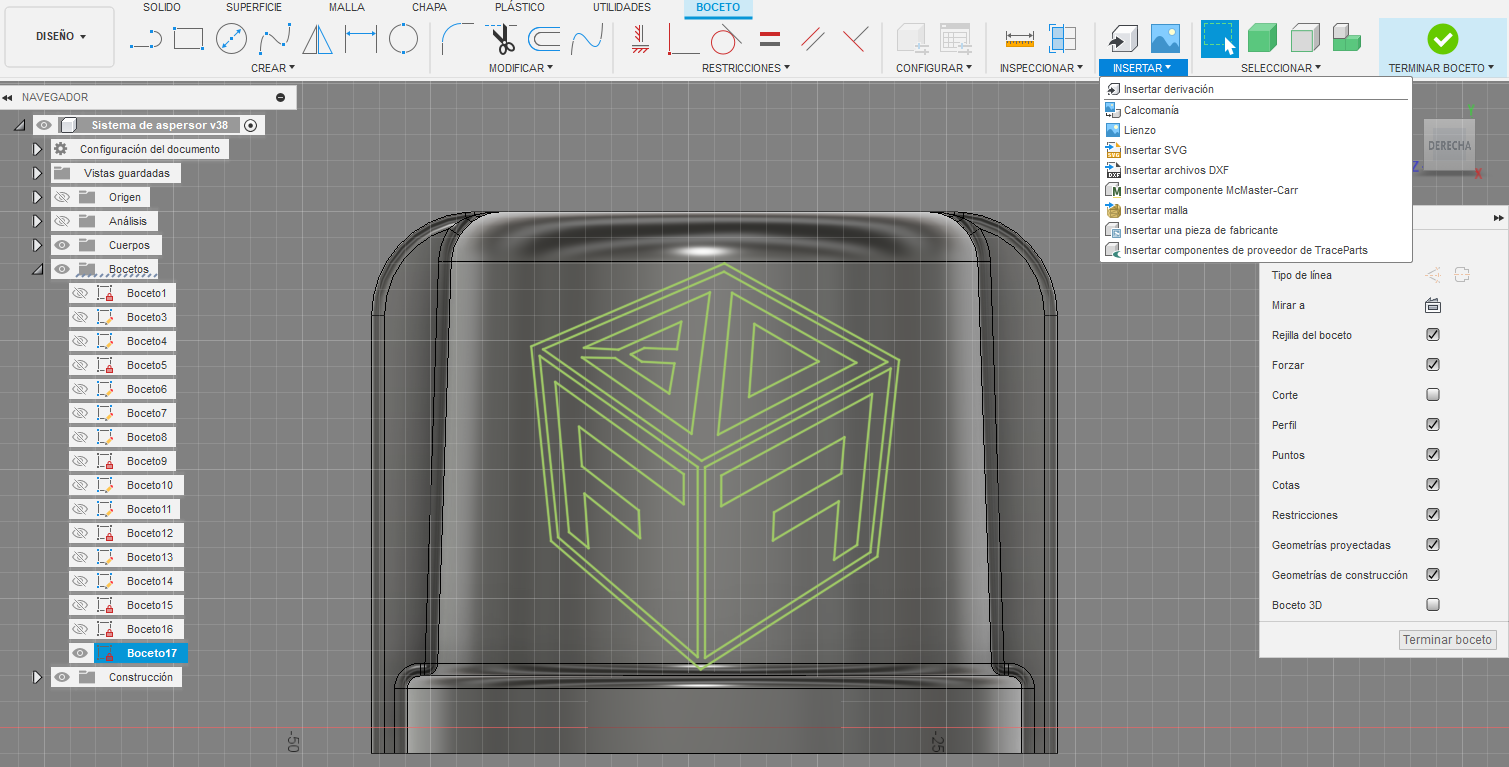 SOLIDO SUPERFICIE MALLA CHAPA PLÁSTICO UTILIDADES BOCETO
DISEÑO
CREAR MODIFICAR RESTRICCIONES CONFIGURAR INSPECCIONAR INSERTAR SELECCIONAR TERMINAR BOCETO
NAVEGADOR
Sistema de aspersor v38
Configuración del documento
Vistas guardadas
Origen
Análisis
Cuerpos
Bocetos
Boceto1
Boceto3
Boceto4
Boceto5
Boceto6
Boceto7
Boceto8
Boceto9
Boceto10
Boceto11
Boceto12
Boceto13
Boceto14
Boceto15
Boceto16
Boceto17
Construcción
Insertar derivación
Calcomanía
Lienzo
Insertar SVG
Insertar archivos DXF
Insertar componente McMaster-Carr
Insertar malla
Insertar una pieza de fabricante
Insertar componentes de proveedor de TraceParts
Y
DERECHA
Z
X
Tipo de línea
Mirar a
Rejilla del boceto
Forzar
Corte
Perfil
Puntos
Cotas
Restricciones
Geometrías proyectadas
Geometrías de construcción
Boceto 3D
Terminar boceto
-50
-25